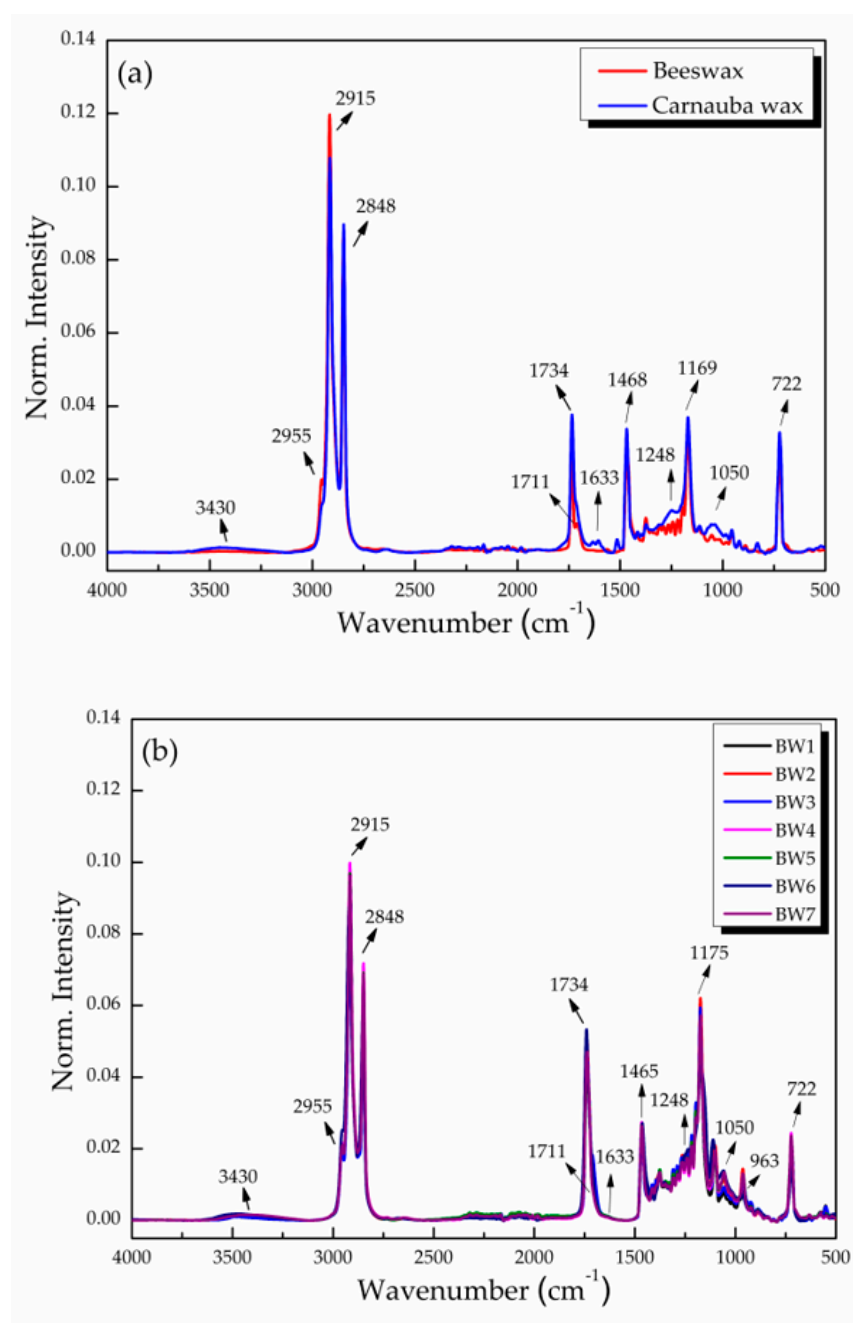 0.14
(a)
Beeswax
Carnauba wax
0.12
2915
0.10
2848
0.08
0.06
0.04
1734
1468
1169
722
2955
1711
1633
1248
1050
0.02
3430
0.00
4000 3500 3000 2500 2000 1500 1000 500
Norm. Intensity
Wavenumber (cm⁻¹)
0.14
(b)
BW1
BW2
BW3
BW4
BW5
BW6
BW7
0.12
2915
0.10
2848
0.08
1175
1734
0.06
0.04
1465
1248
722
2955
1711
1633
1050
963
0.02
3430
0.00
4000 3500 3000 2500 2000 1500 1000 500
Norm. Intensity
Wavenumber (cm⁻¹)